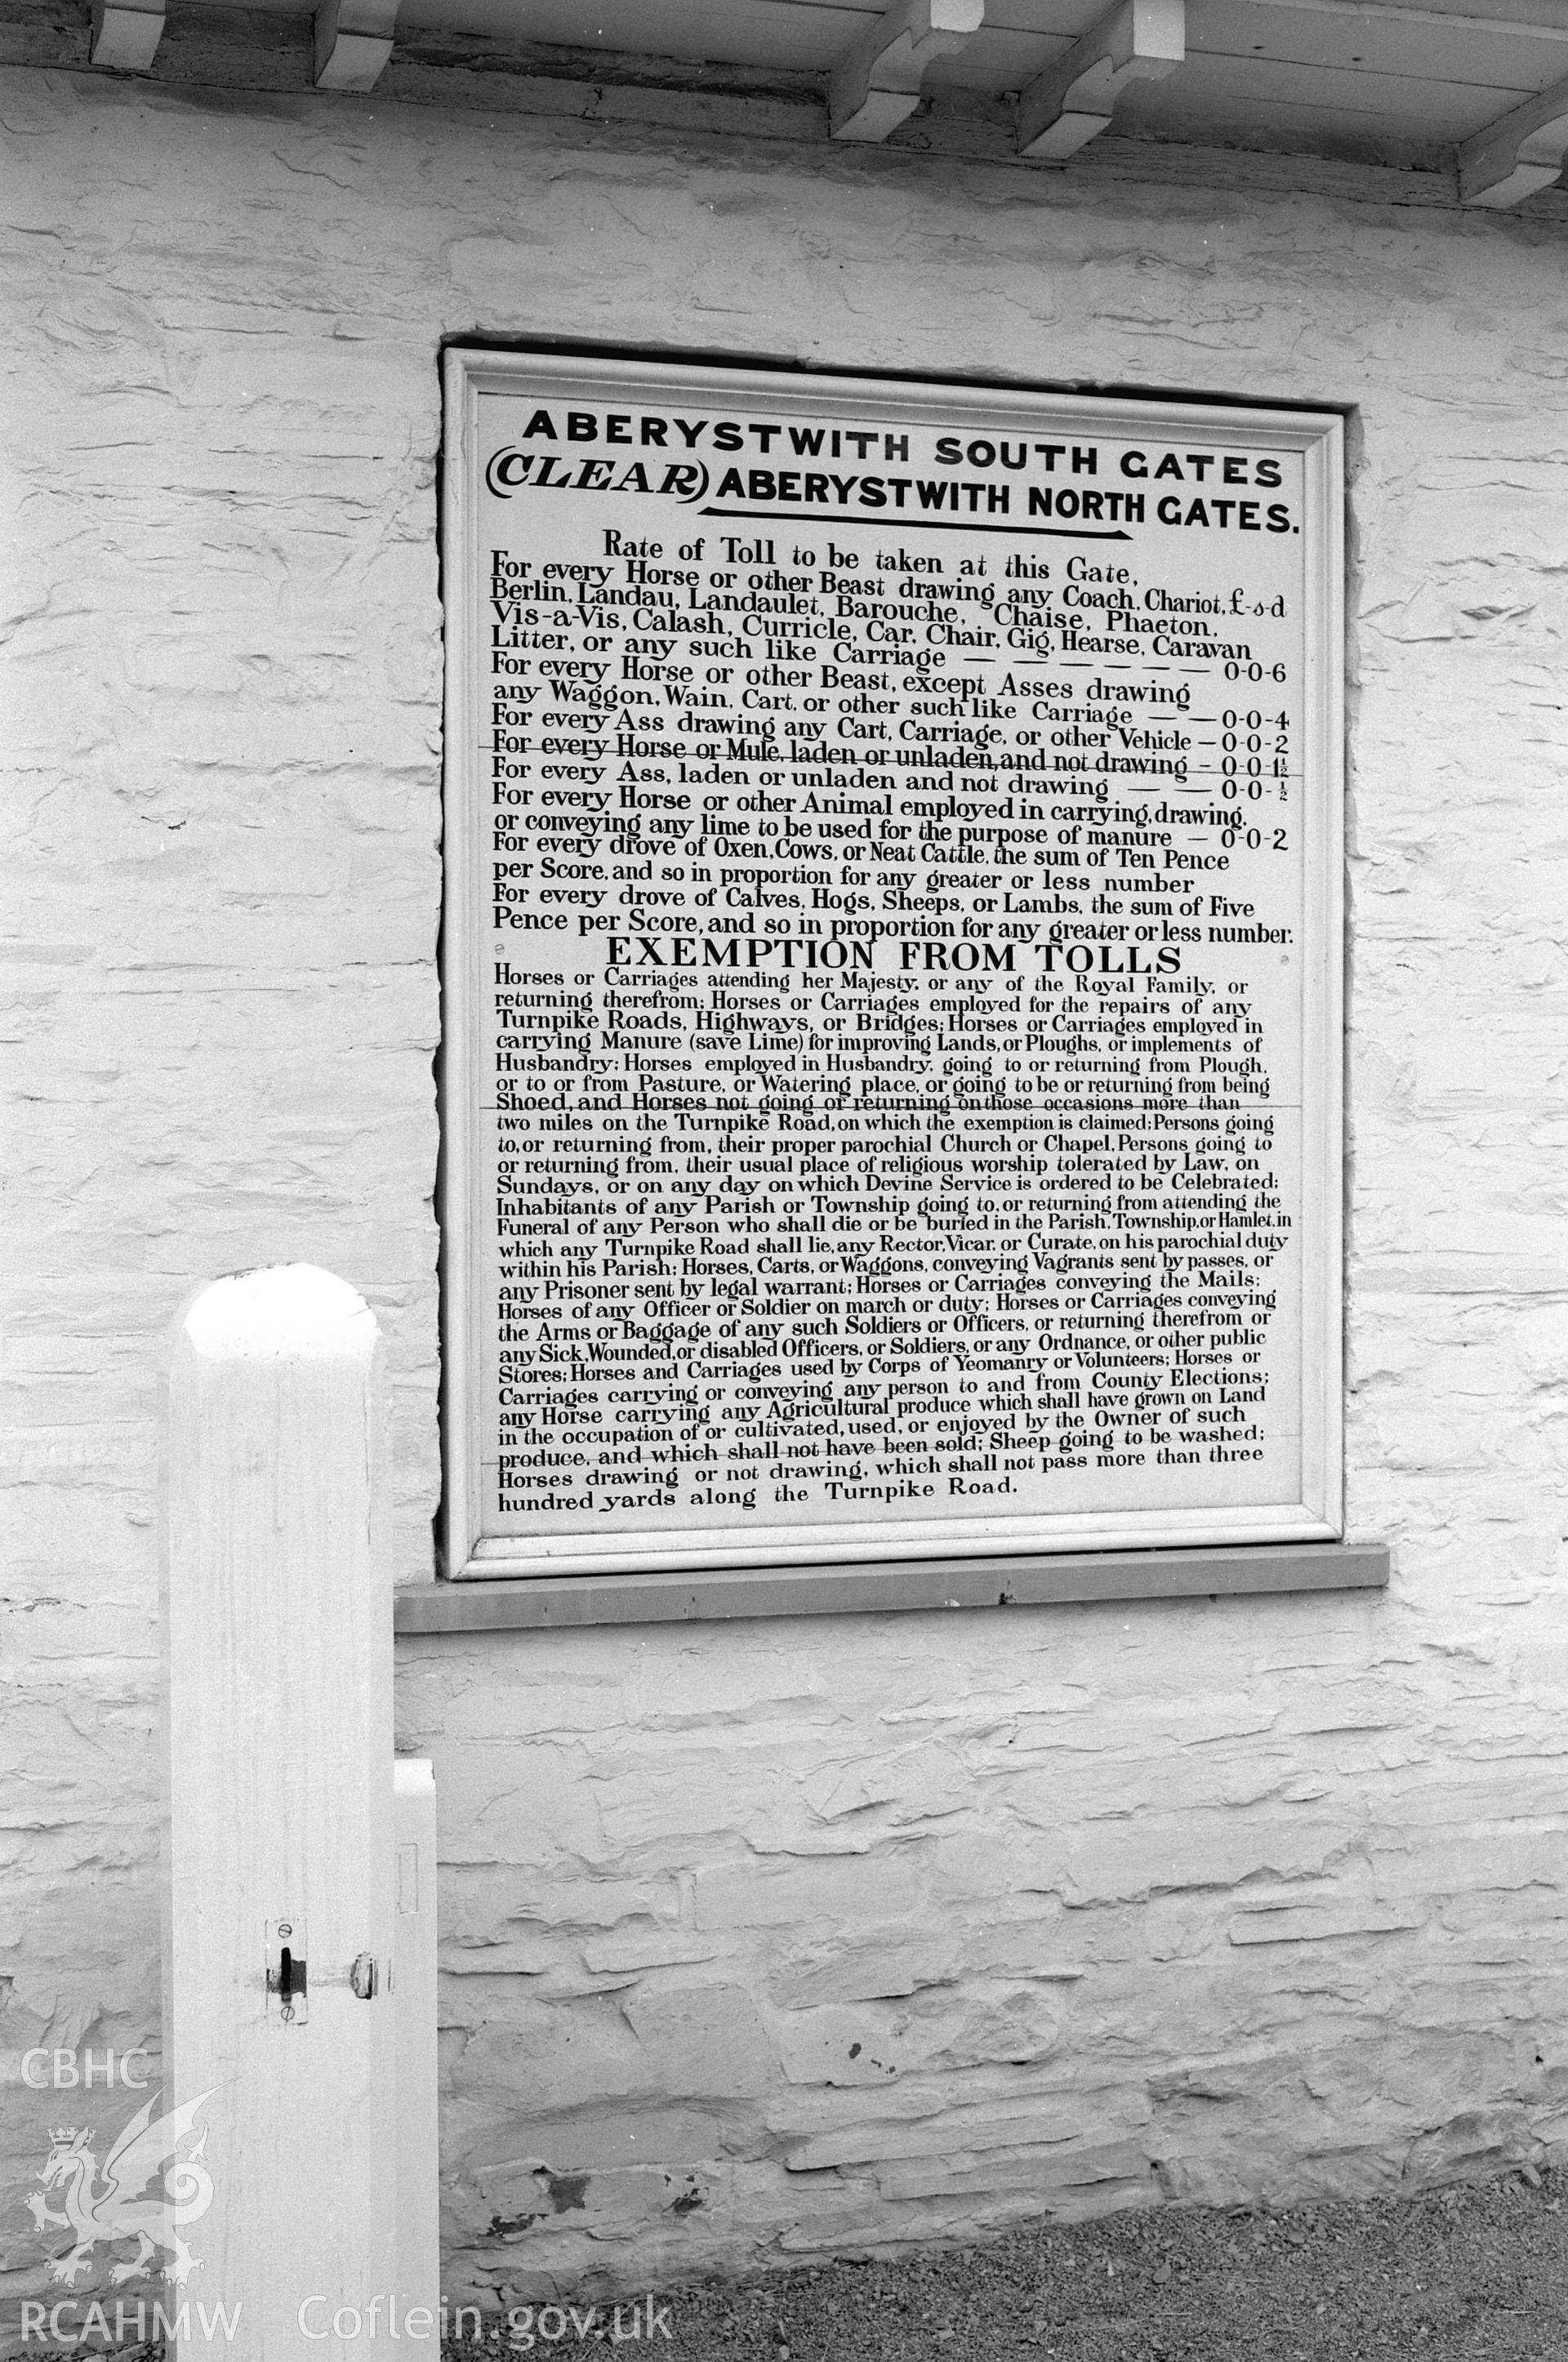 ABERYSTWITH SOUTH GATES
(CLEAR) ABERYSTWITH NORTH GATES.
Rate of Toll to be taken at this Gate,
For every Horse or other Beast drawing any Coach, Chariot, £-s-d
Berlin, Landau, Landaulet, Barouche, Chaise, Phaeton,
Vis-a-Vis, Calash, Curricle, Car, Chair, Gig, Hearse, Caravan
Litter, or any such like Carriage — — — — — — 0-0-6
For every Horse or other Beast, except Asses drawing
any Waggon, Wain, Cart, or other such like Carriage — — 0-0-4
For every Ass drawing any Cart, Carriage, or other Vehicle — 0-0-2
For every Horse or Mule, laden or unladen, and not drawing - 0-0-1½
For every Ass, laden or unladen and not drawing — — 0-0-½
For every Horse or other Animal employed in carrying, drawing,
or conveying any lime to be used for the purpose of manure — 0-0-2
For every drove of Oxen, Cows, or Neat Cattle, the sum of Ten Pence
per Score, and so in proportion for any greater or less number
For every drove of Calves, Hogs, Sheeps, or Lambs, the sum of Five
Pence per Score, and so in proportion for any greater or less number.
EXEMPTION FROM TOLLS
Horses or Carriages attending her Majesty, or any of the Royal Family, or
returning therefrom; Horses or Carriages employed for the repairs of any
Turnpike Roads, Highways, or Bridges; Horses or Carriages employed in
carrying Manure (save Lime) for improving Lands, or Ploughs, or implements of
Husbandry; Horses employed in Husbandry, going to or returning from Plough,
or to or from Pasture, or Watering place, or going to be or returning from being
Shoed, and Horses not going or returning on those occasions more than
two miles on the Turnpike Road, on which the exemption is claimed; Persons going
to, or returning from, their proper parochial Church or Chapel, Persons going to
or returning from, their usual place of religious worship tolerated by Law, on
Sundays, or on any day on which Devine Service is ordered to be Celebrated;
Inhabitants of any Parish or Township going to, or returning from attending the
Funeral of any Person who shall die or be buried in the Parish, Township, or Hamlet, in
which any Turnpike Road shall lie, any Rector, Vicar, or Curate, on his parochial duty
within his Parish; Horses, Carts, or Waggons, conveying Vagrants sent by passes, or
any Prisoner sent by legal warrant; Horses or Carriages conveying the Mails;
Horses of any Officer or Soldier on march or duty; Horses or Carriages conveying
the Arms or Baggage of any such Soldiers or Officers, or returning therefrom or
any Sick, Wounded, or disabled Officers, or Soldiers, or any Ordnance, or other public
Stores; Horses and Carriages used by Corps of Yeomanry or Volunteers; Horses or
Carriages carrying or conveying any person to and from County Elections;
any Horse carrying any Agricultural produce which shall have grown on Land
in the occupation of or cultivated, used, or enjoyed by the Owner of such
produce, and which shall not have been sold; Sheep going to be washed;
Horses drawing or not drawing, which shall not pass more than three
hundred yards along the Turnpike Road.
CBHC
RCAHMW Coflein.gov.uk